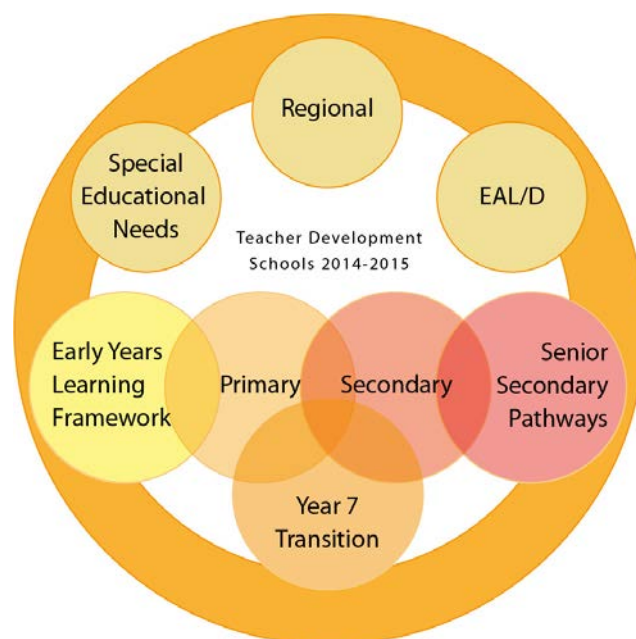 Regional
Special
Educational
Needs
EAL/D
Teacher Development
Schools 2014-2015
Early Years
Learning
Framework
Primary
Secondary
Senior
Secondary
Pathways
Year 7
Transition